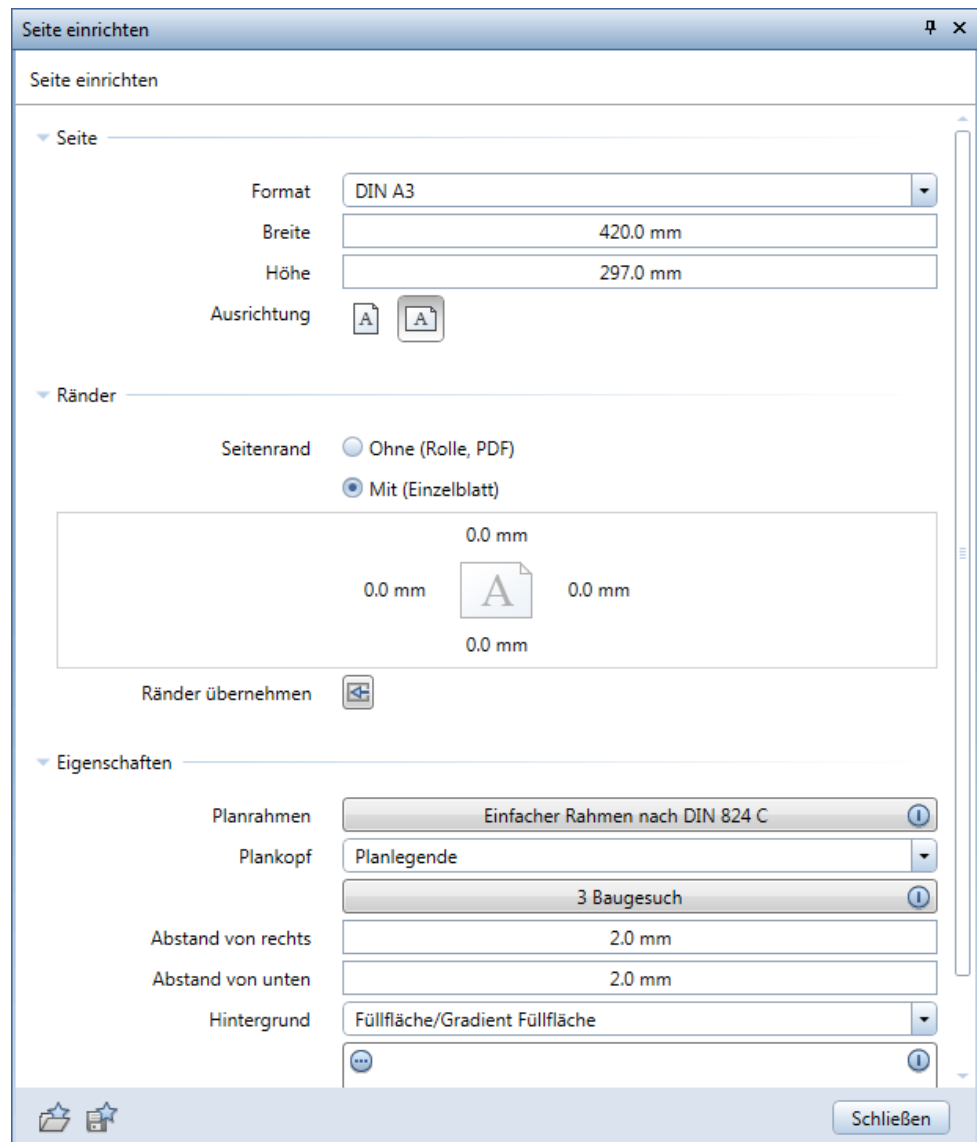 Seite einrichten
Seite einrichten
Seite
Format DIN A3
Breite 420.0 mm
Höhe 297.0 mm
Ausrichtung A A
Ränder
Seitenrand Ohne (Rolle, PDF)
Mit (Einzelblatt)
0.0 mm
0.0 mm A 0.0 mm
0.0 mm
Ränder übernehmen
Eigenschaften
Planrahmen Einfacher Rahmen nach DIN 824 C
Plankopf Planlegende
3 Baugesuch
Abstand von rechts 2.0 mm
Abstand von unten 2.0 mm
Hintergrund Füllfläche/Gradient Füllfläche
Schließen